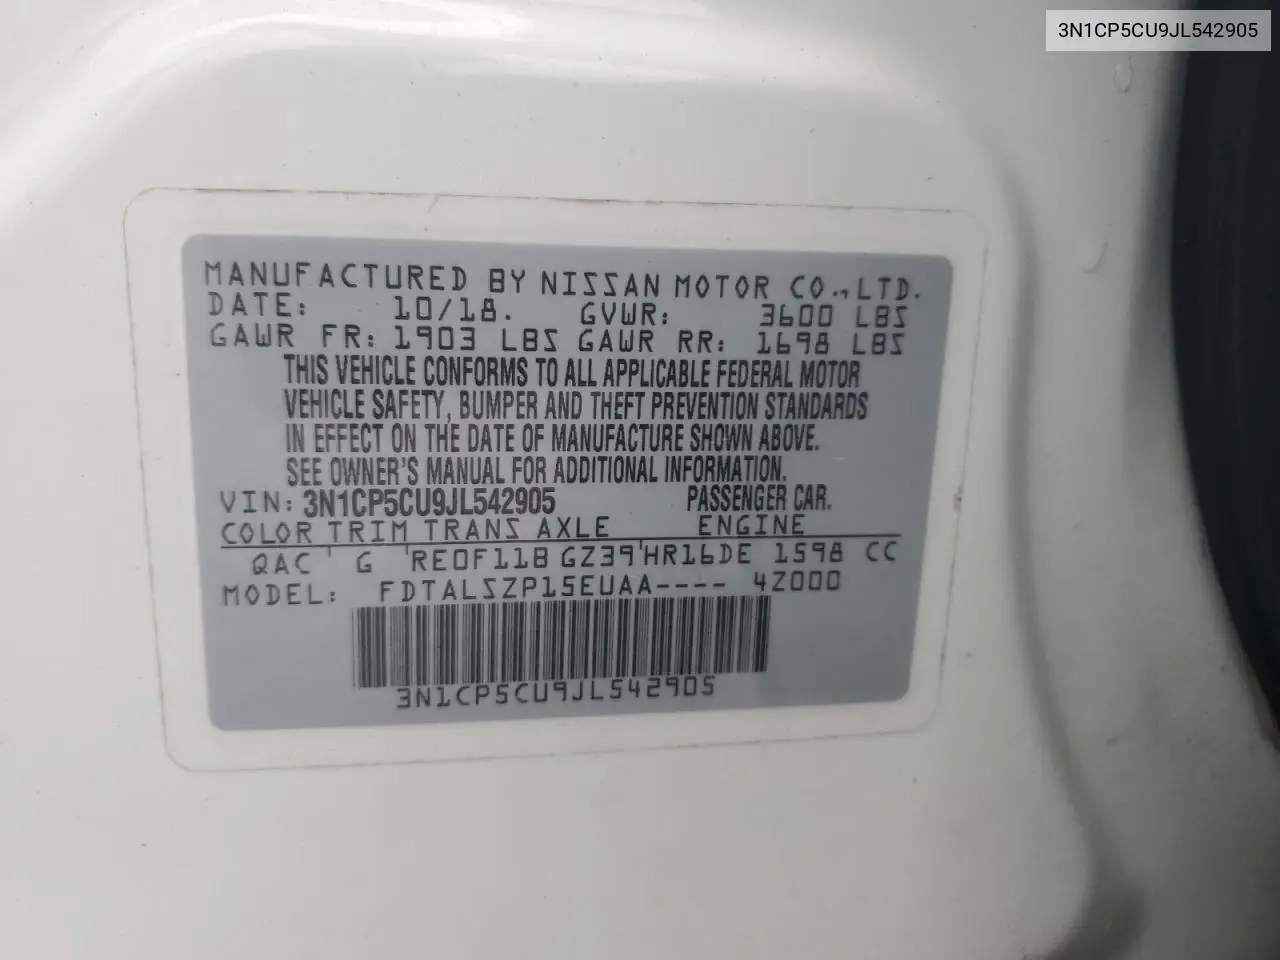 3N1CP5CU9JL542905
MANUFACTURED BY NISSAN MOTOR CO., LTD.
DATE: 10/18. GVWR: 3600 LBS
GAWR FR: 1903 LBS GAWR RR: 1698 LBS
THIS VEHICLE CONFORMS TO ALL APPLICABLE FEDERAL MOTOR
VEHICLE SAFETY, BUMPER AND THEFT PREVENTION STANDARDS
IN EFFECT ON THE DATE OF MANUFACTURE SHOWN ABOVE.
SEE OWNER'S MANUAL FOR ADDITIONAL INFORMATION.
VIN: 3N1CP5CU9JL542905 PASSENGER CAR.
COLOR TRIM TRANS AXLE ENGINE
QAC ' G ' RE0F11B GZ39 ' HR16DE 1598 CC
MODEL: FDTALSZP15EUAA---- 4Z000
3N1CP5CU9JL542905